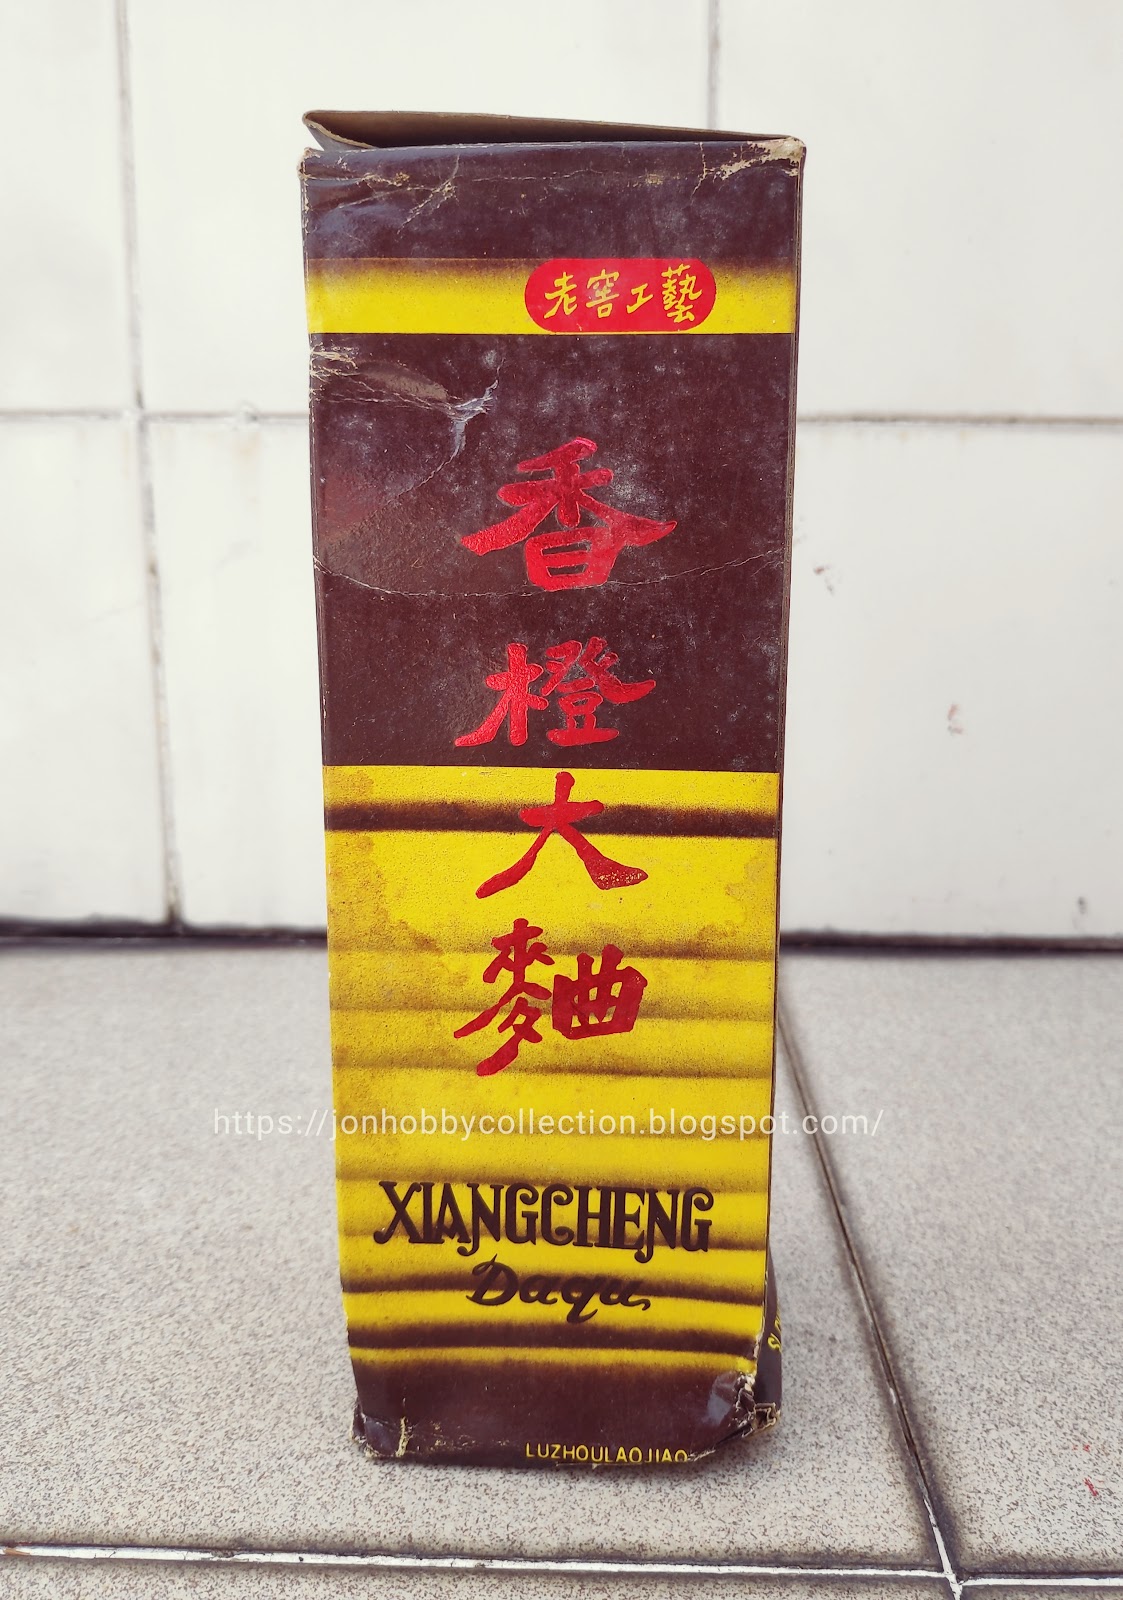 老窖工藝
香橙大麯
https://jonhobbycollection.blogspot.com/
XIANGCHENG
Daqu
LUZHOULAOJIAO